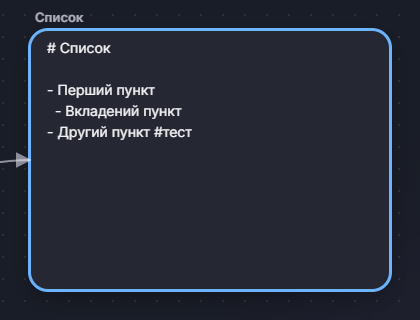 Список
# Список

- Перший пункт
  - Вкладений пункт
- Другий пункт #тест